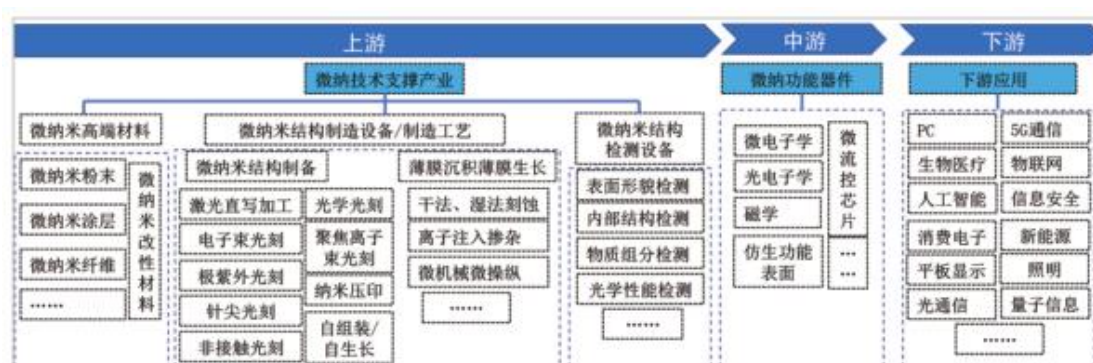 上游
中游
下游
微纳技术支撑产业
微纳功能器件
下游应用
微纳米高端材料
微纳米结构制造设备/制造工艺
微纳米结构
检测设备
微纳米粉末
微纳米涂层
微纳米纤维
……
微纳米改性材料
微纳米结构制备
激光直写加工
电子束光刻
极紫外光刻
针尖光刻
非接触光刻
光学光刻
聚焦离子
束光刻
纳米压印
自组装/
自生长
薄膜沉积薄膜生长
干法、湿法刻蚀
离子注入掺杂
微机械微操纵
……
表面形貌检测
内部结构检测
物质组分检测
光学性能检测
……
微电子学
光电子学
磁学
仿生功能
表面
微流控芯片
…
…
PC
5G通信
生物医疗
物联网
人工智能
信息安全
消费电子
新能源
平板显示
照明
光通信
量子信息
……